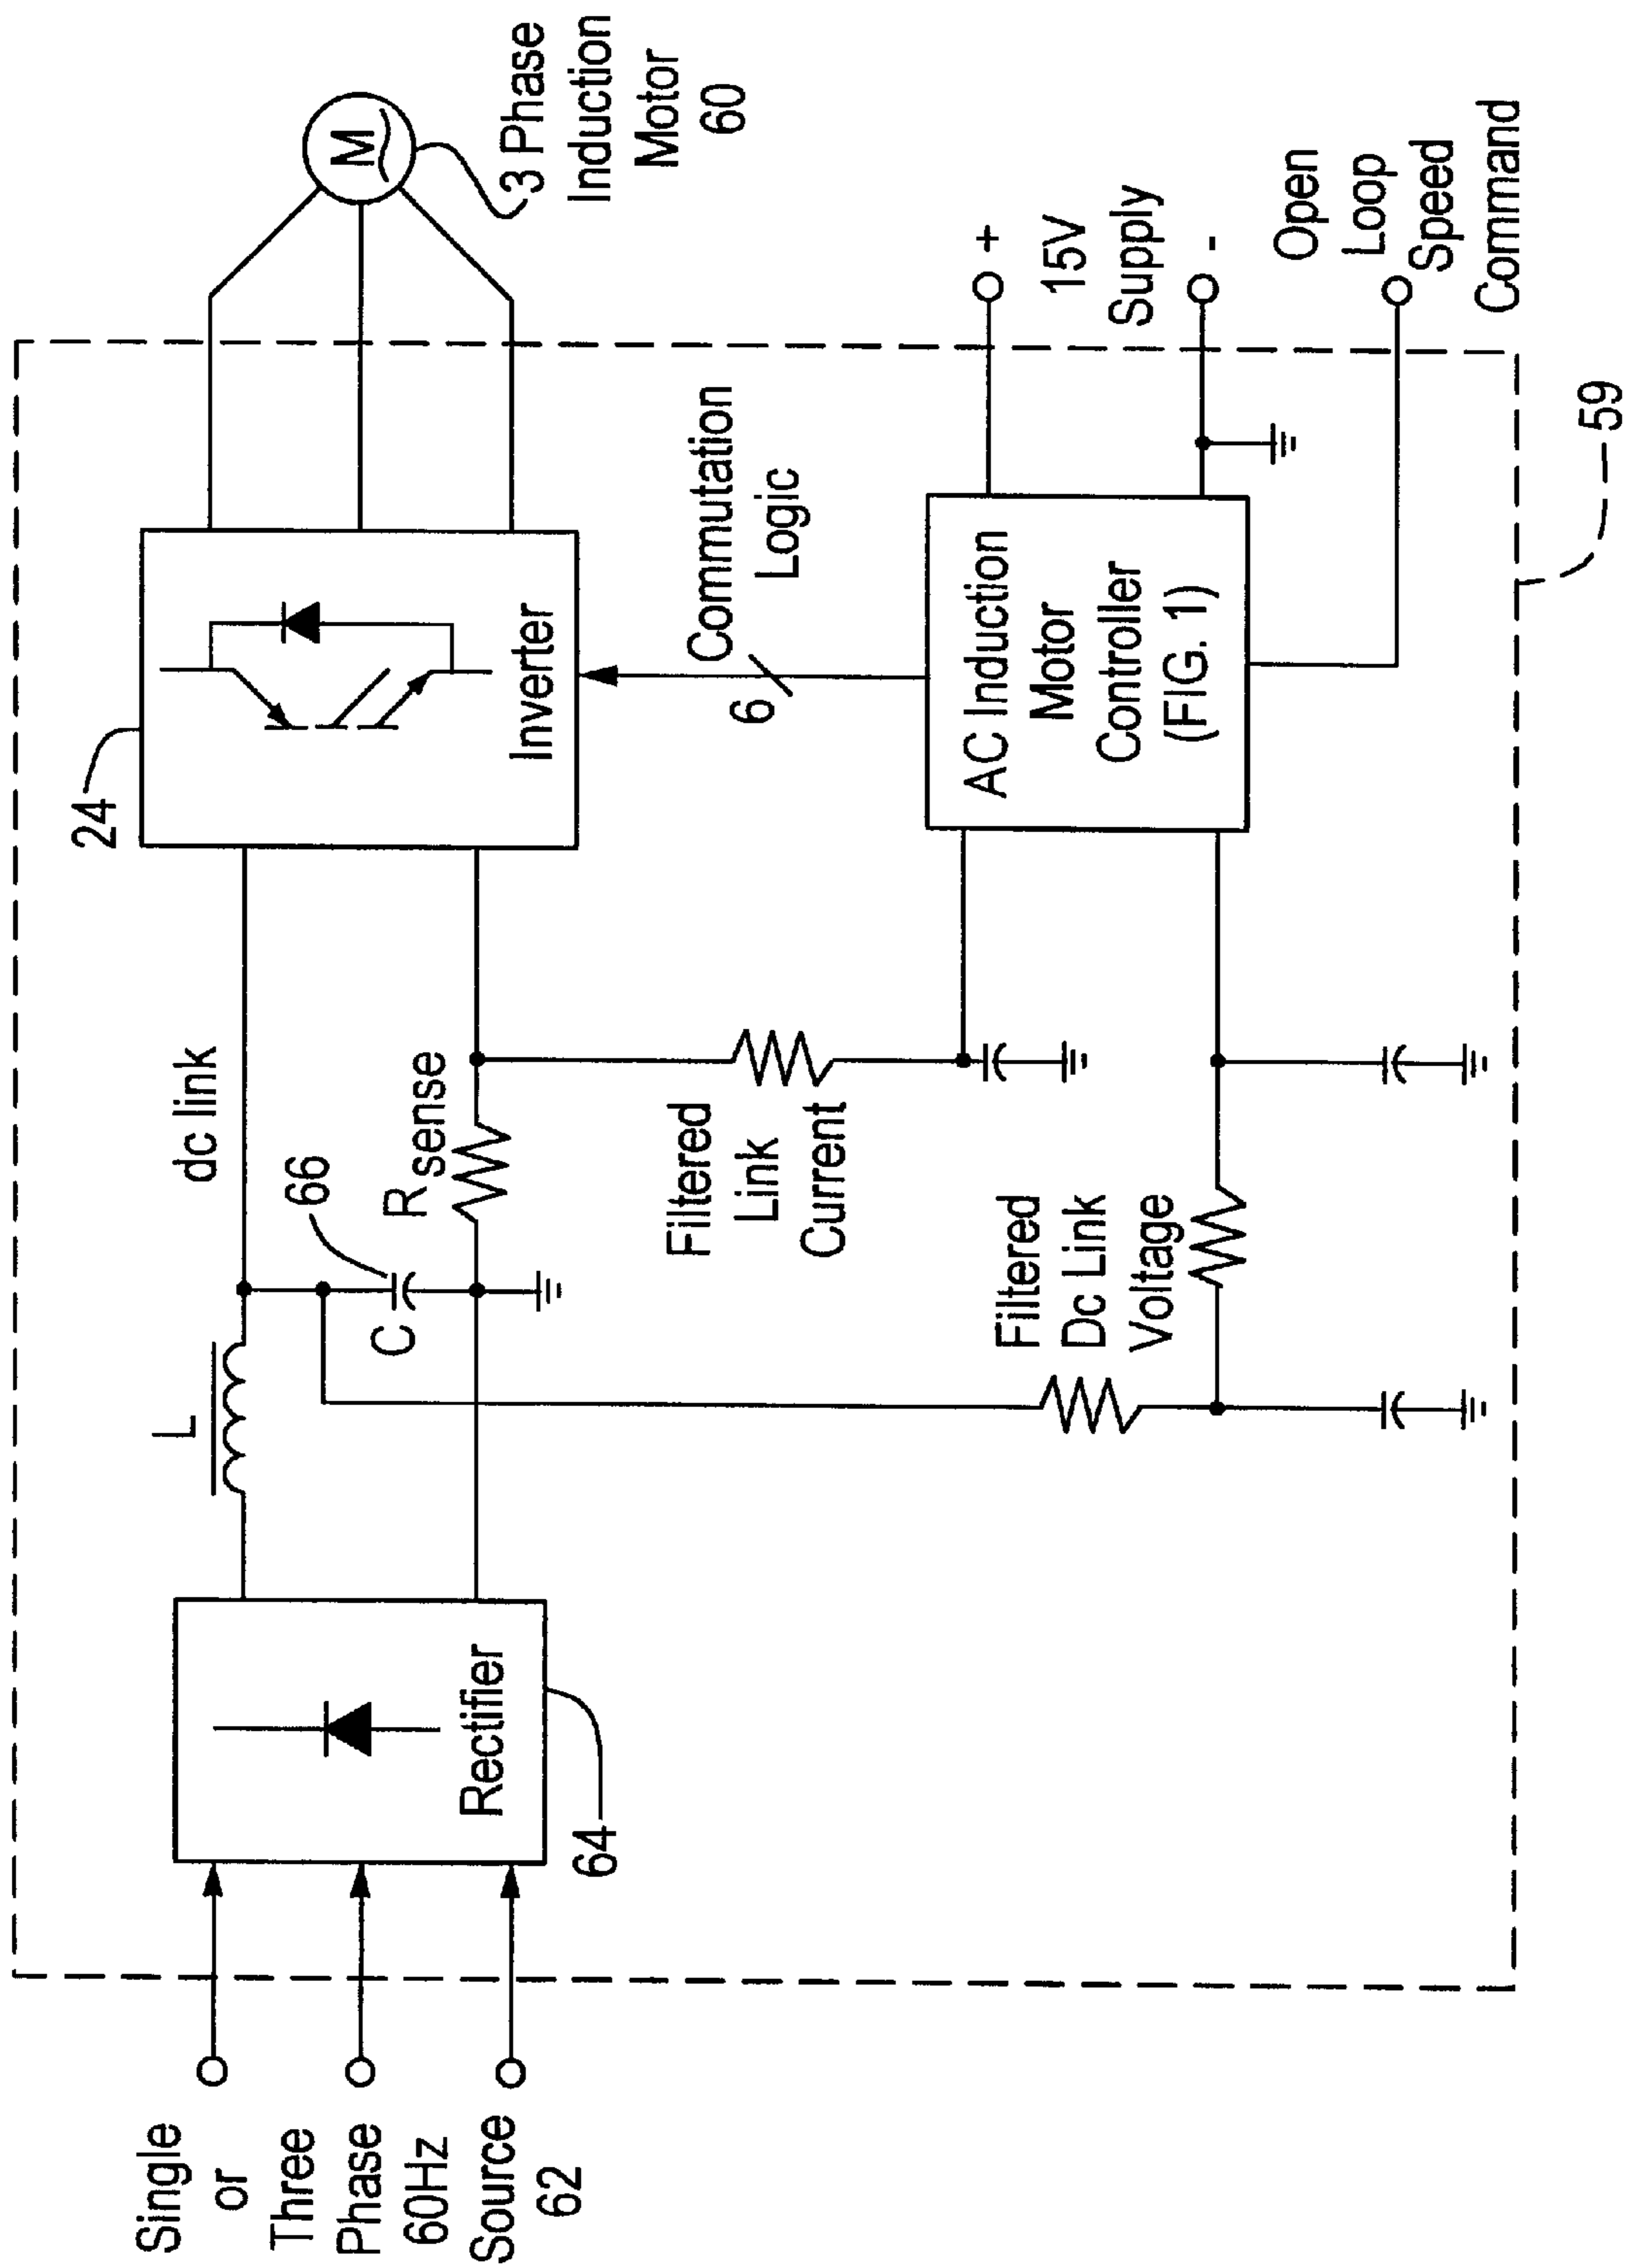 Single
or
Three
Phase
60Hz
Source
62
Rectifier
64
L
C
66
dc link
R sense
24
Inverter
M
3 Phase
Induction
Motor
60
Filtered
Link
Current
Commutation
Logic
6
Filtered
Dc Link
Voltage
AC Induction
Motor
Controller
(FIG. 1)
+
15V
Supply
-
Open
Loop
Speed
Command
59